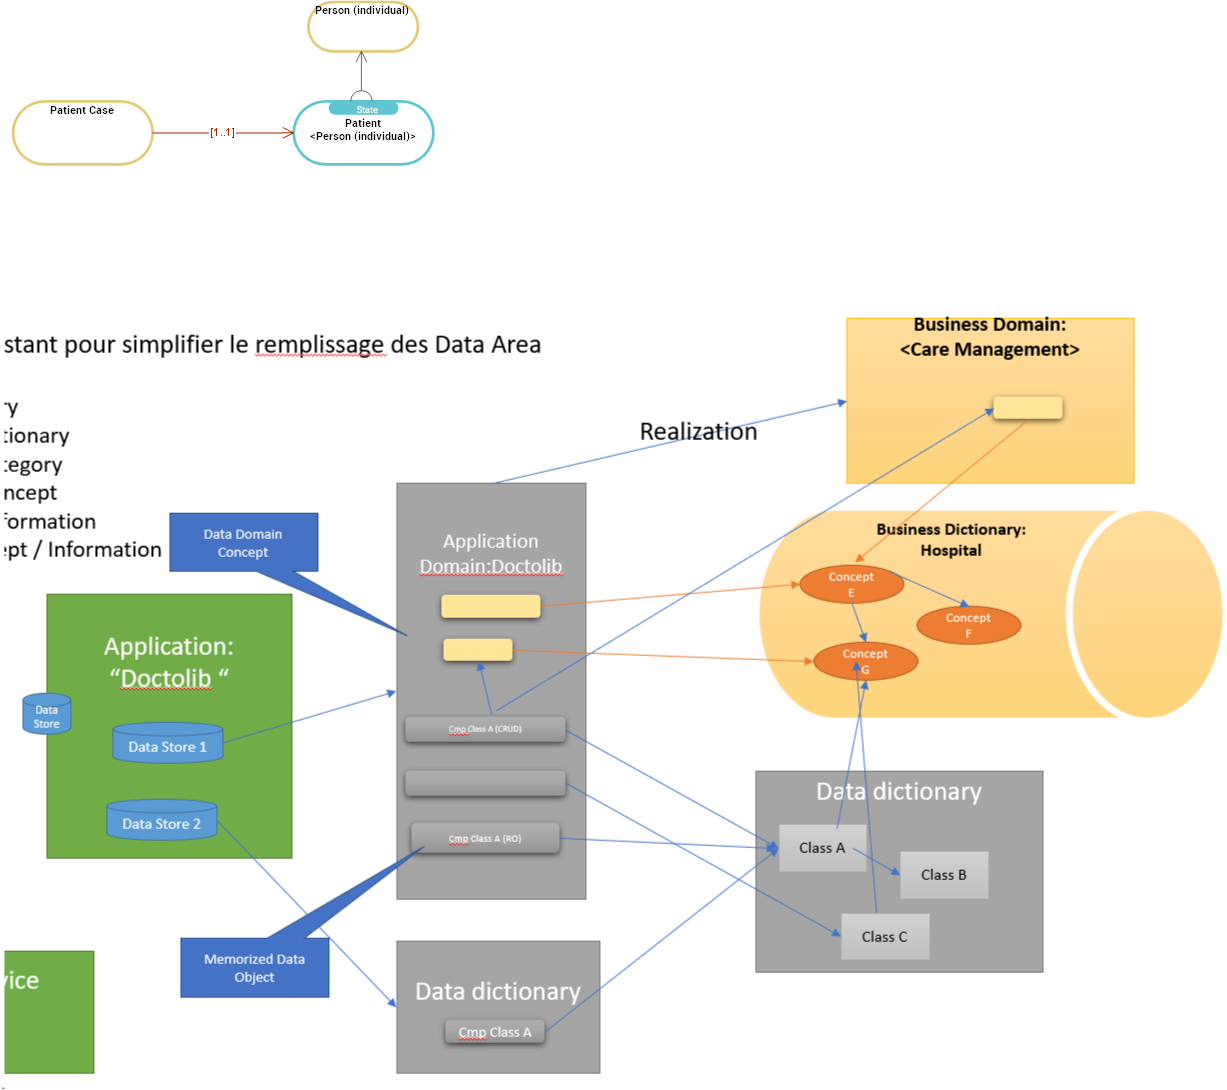 Person (individual)
Patient Case
[1..1]
State
Patient
<Person (individual)>
stant pour simplifier le remplissage des Data Area
ry
tionary
tegory
ncept
formation
ept / Information
Business Domain:
<Care Management>
Realization
Data Domain
Concept
Application
Domain:Doctolib
Business Dictionary:
Hospital
Concept
E
Concept
F
Concept
G
Application:
“Doctolib “
Data
Store
Data Store 1
Data Store 2
Cmp Class A (CRUD)
Cmp Class A (RO)
Data dictionary
Class A
Class B
Class C
Memorized Data
Object
vice
Data dictionary
Cmp Class A